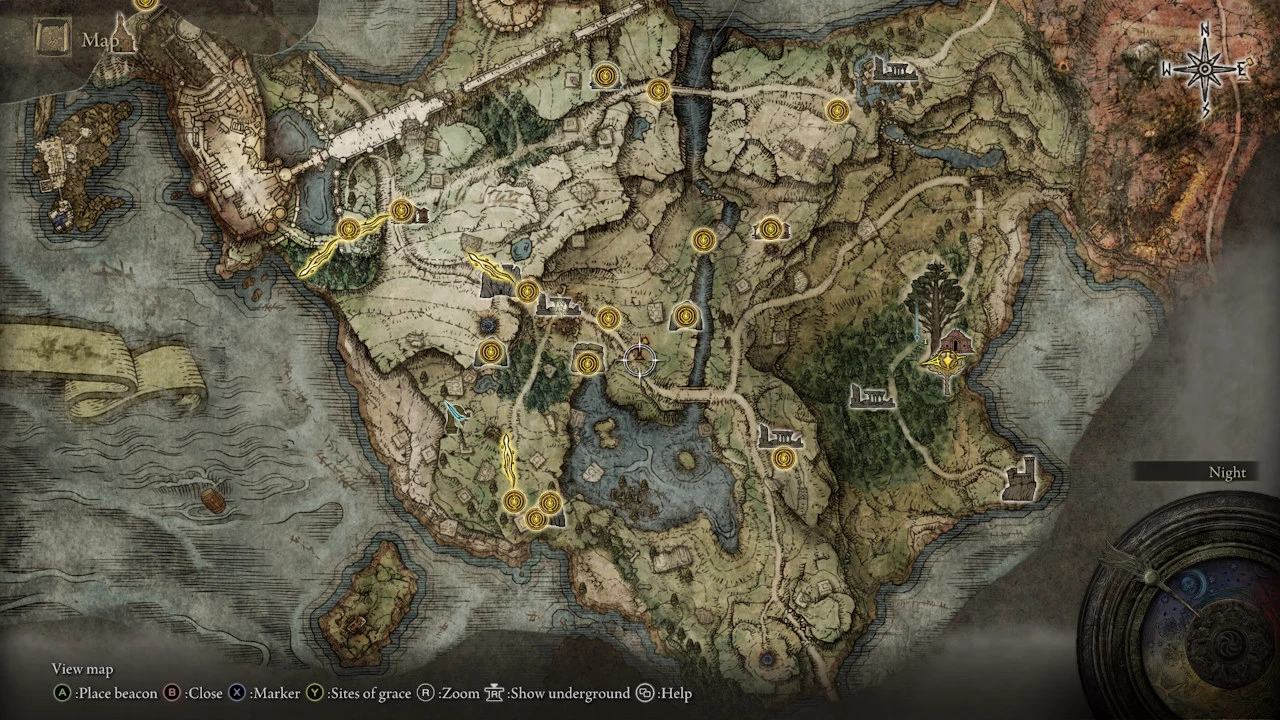 Map
N
W E
S
Night
View map
A :Place beacon B :Close X :Marker Y :Sites of grace R :Zoom R :Show underground :Help